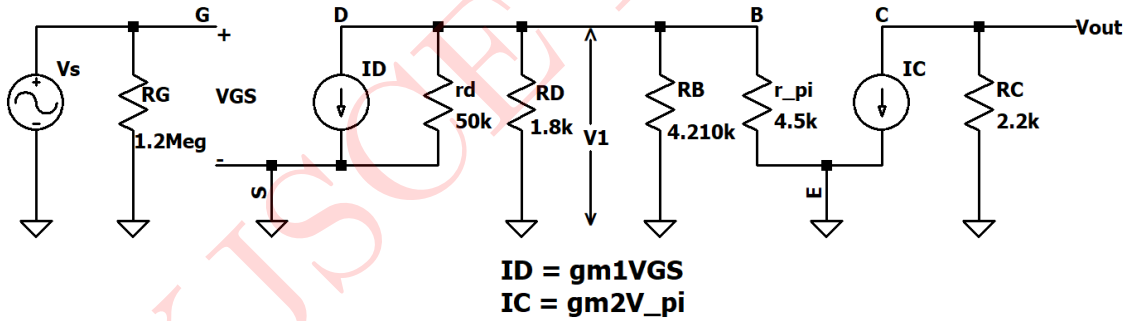 G
D
B
C
Vout
+
Vs
+
-
RG
1.2Meg
VGS
-
S
ID
rd
50k
RD
1.8k
V1
RB
4.210k
r_pi
4.5k
E
IC
RC
2.2k
ID = gm1VGS
IC = gm2V_pi